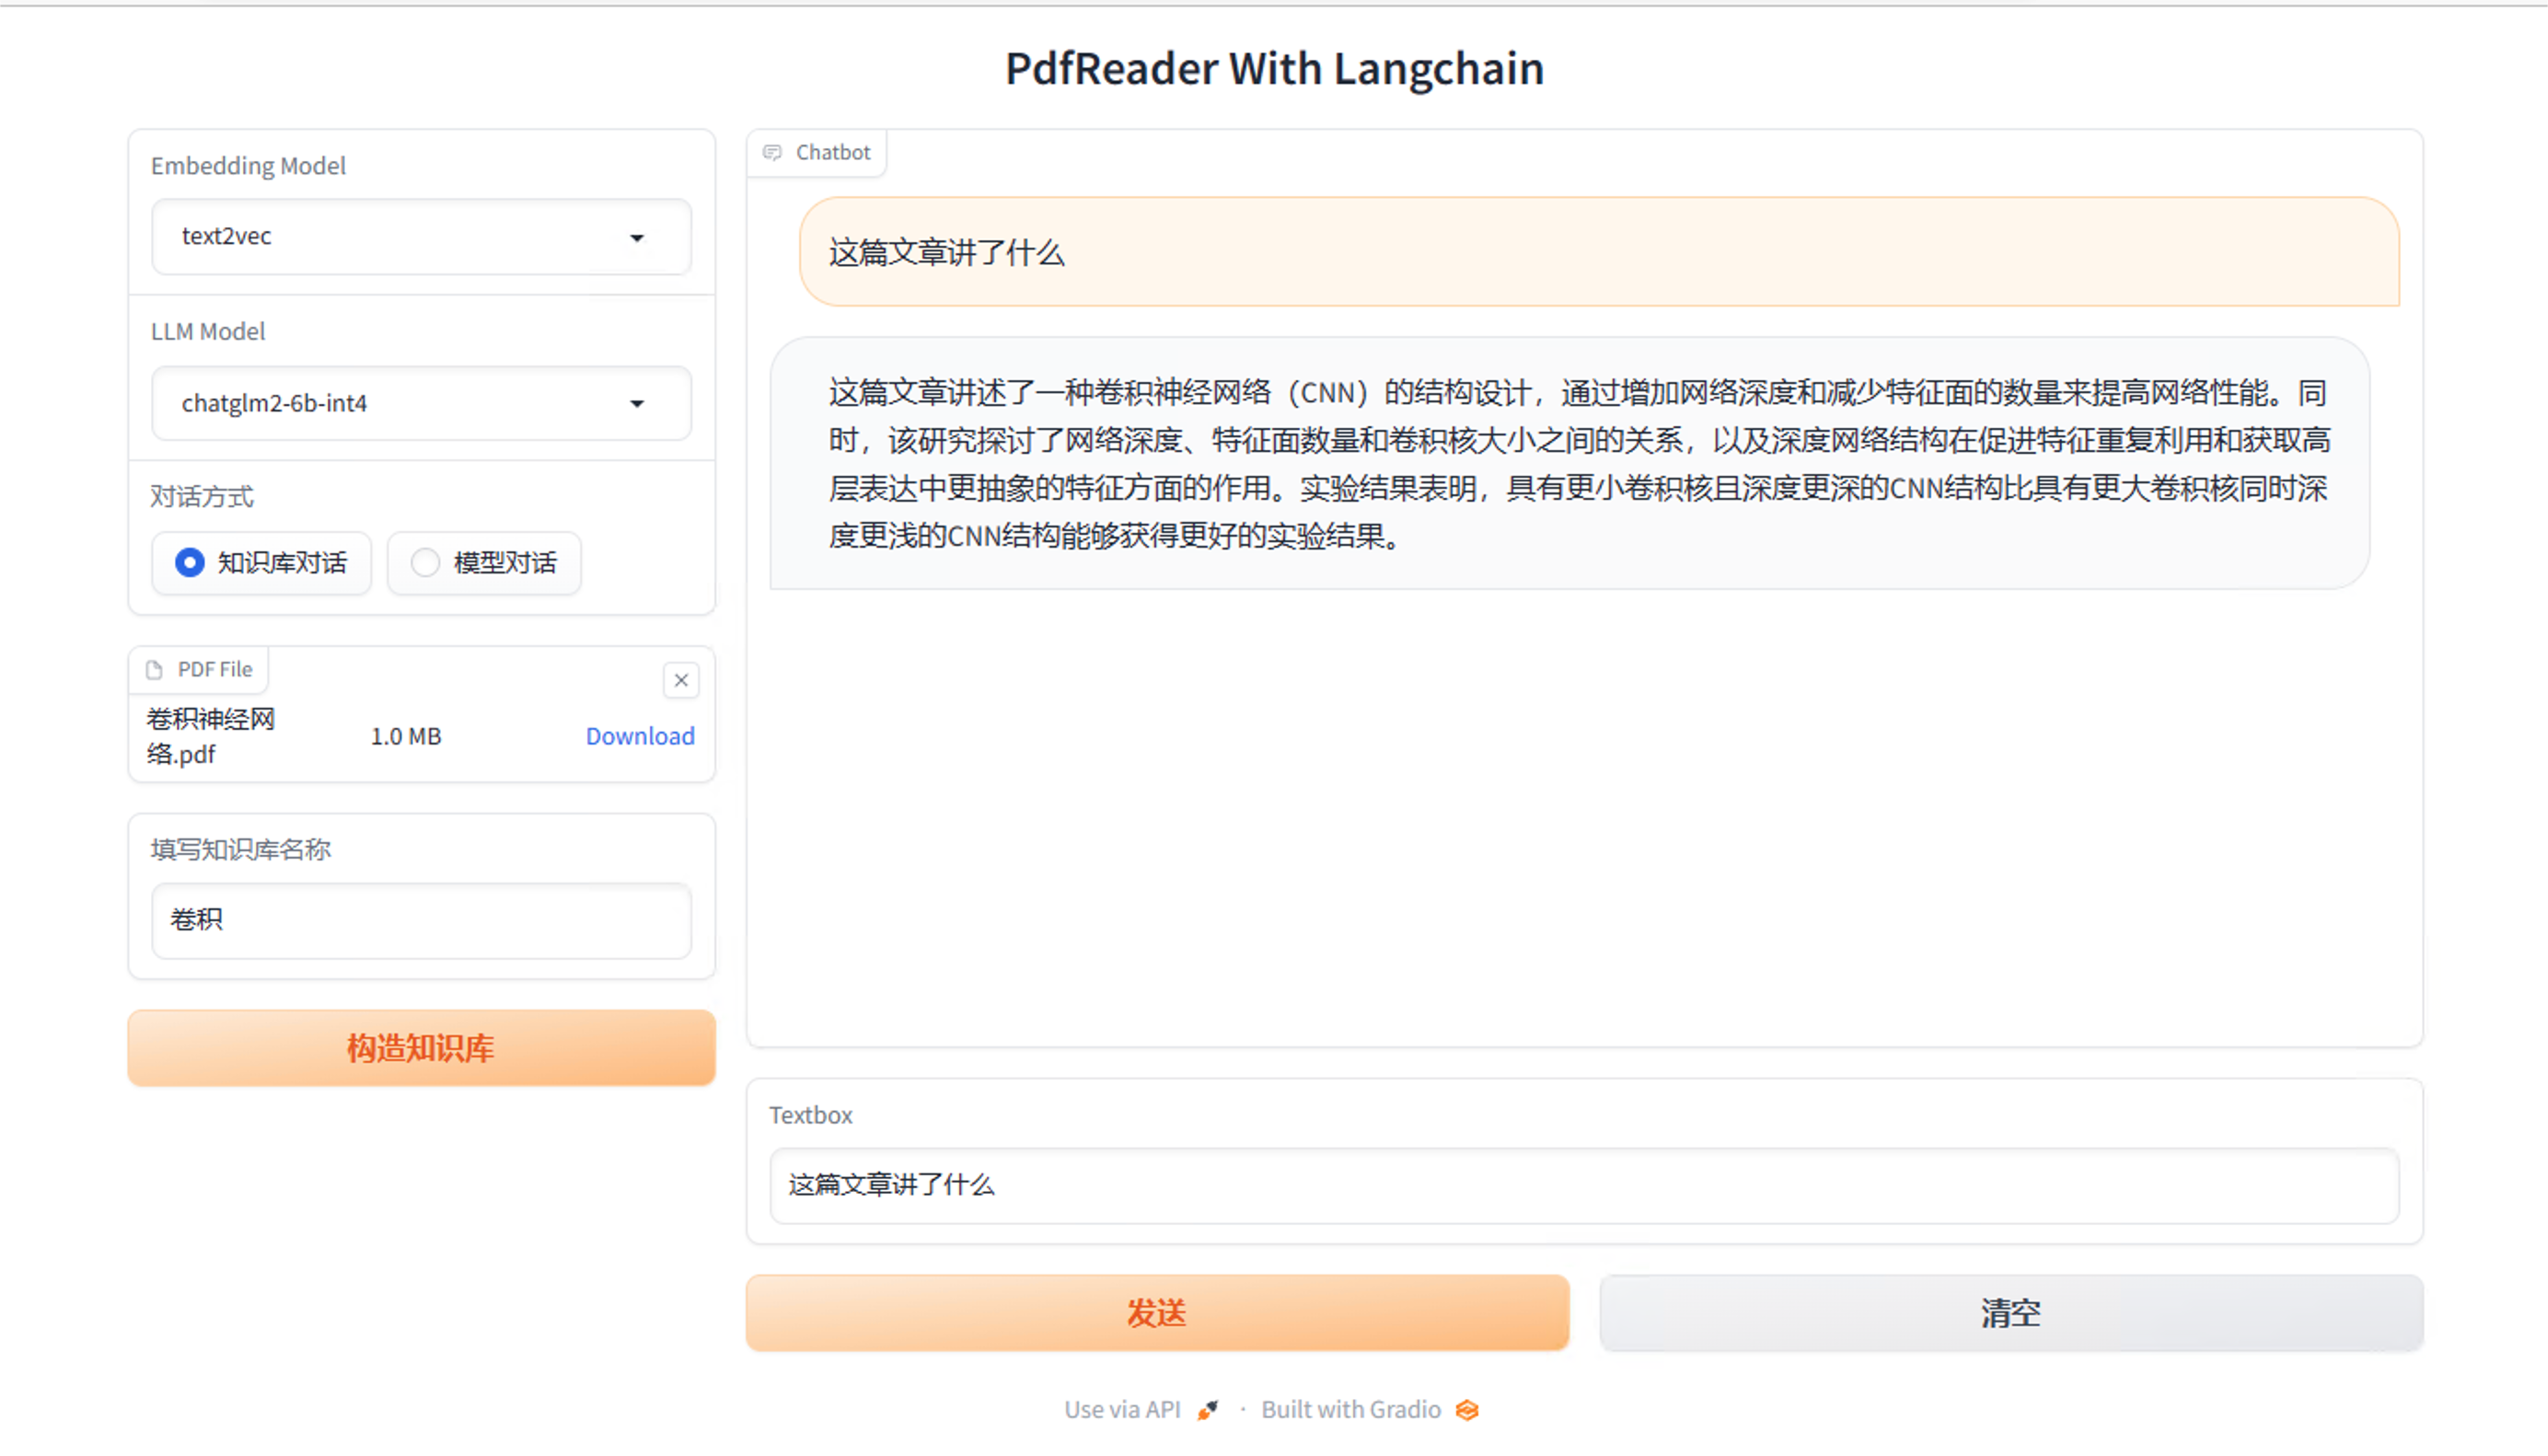 PdfReader With Langchain
Embedding Model
text2vec
LLM Model
chatglm2-6b-int4
对话方式
知识库对话 模型对话
PDF File
卷积神经网
络.pdf
1.0 MB
Download
填写知识库名称
卷积
构造知识库
Chatbot
这篇文章讲了什么
这篇文章讲述了一种卷积神经网络（CNN）的结构设计，通过增加网络深度和减少特征面的数量来提高网络性能。同
时，该研究探讨了网络深度、特征面数量和卷积核大小之间的关系，以及深度网络结构在促进特征重复利用和获取高
层表达中更抽象的特征方面的作用。实验结果表明，具有更小卷积核且深度更深的CNN结构比具有更大卷积核同时深
度更浅的CNN结构能够获得更好的实验结果。
Textbox
这篇文章讲了什么
发送 清空
Use via API · Built with Gradio